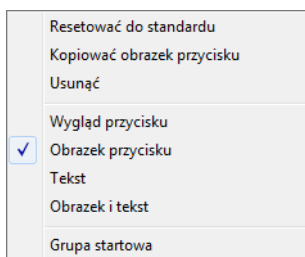 Resetować do standardu
Kopiować obrazek przycisku
Usunąć
Wygląd przycisku
Obrazek przycisku
Tekst
Obrazek i tekst
Grupa startowa